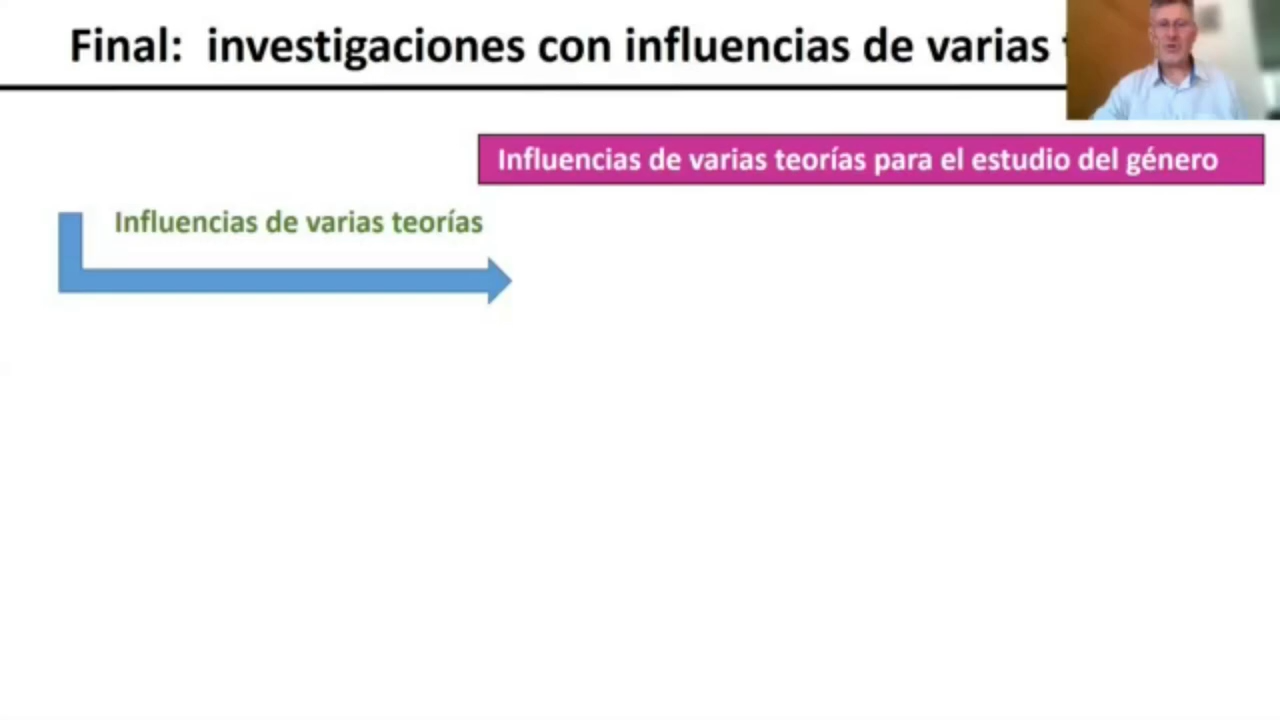 Final: investigaciones con influencias de varias
Influencias de varias teorías para el estudio del género
Influencias de varias teorías